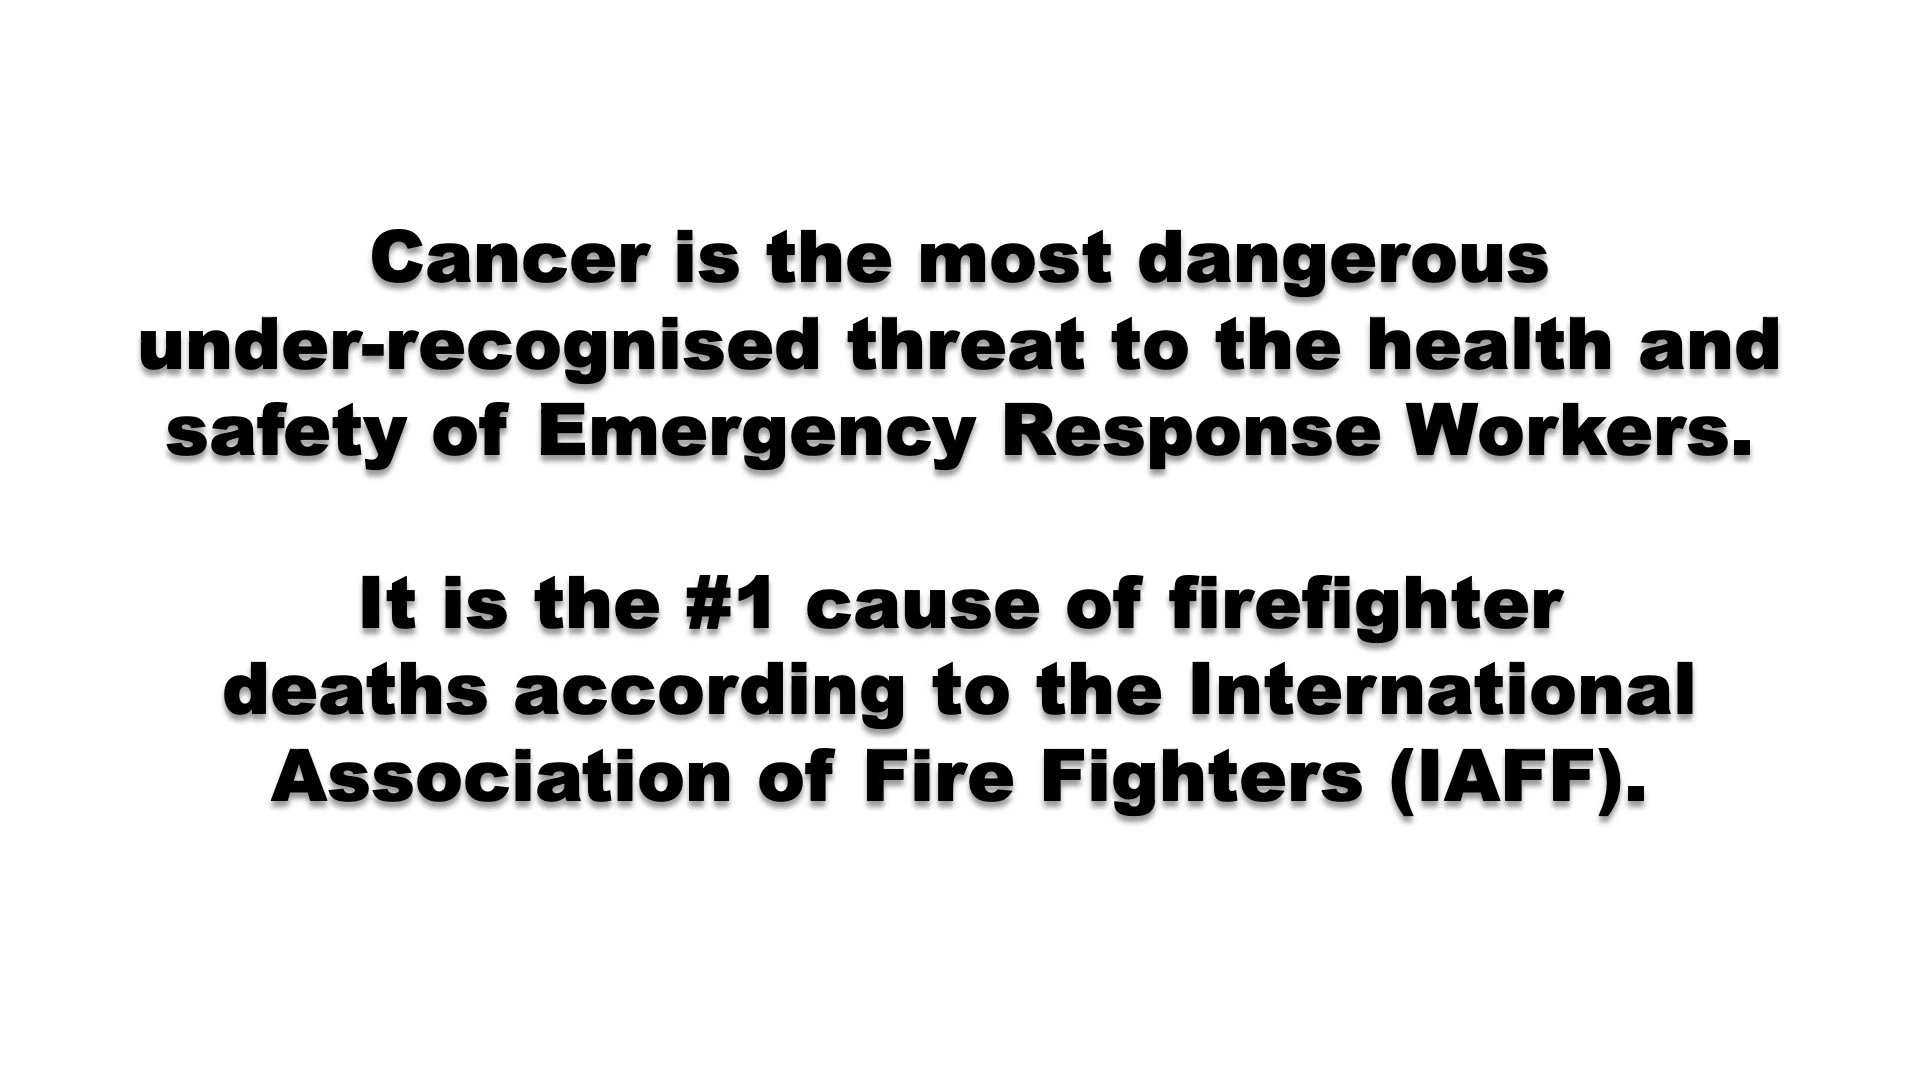 Cancer is the most dangerous
under-recognised threat to the health and
safety of Emergency Response Workers.
It is the #1 cause of firefighter
deaths according to the International
Association of Fire Fighters (IAFF).